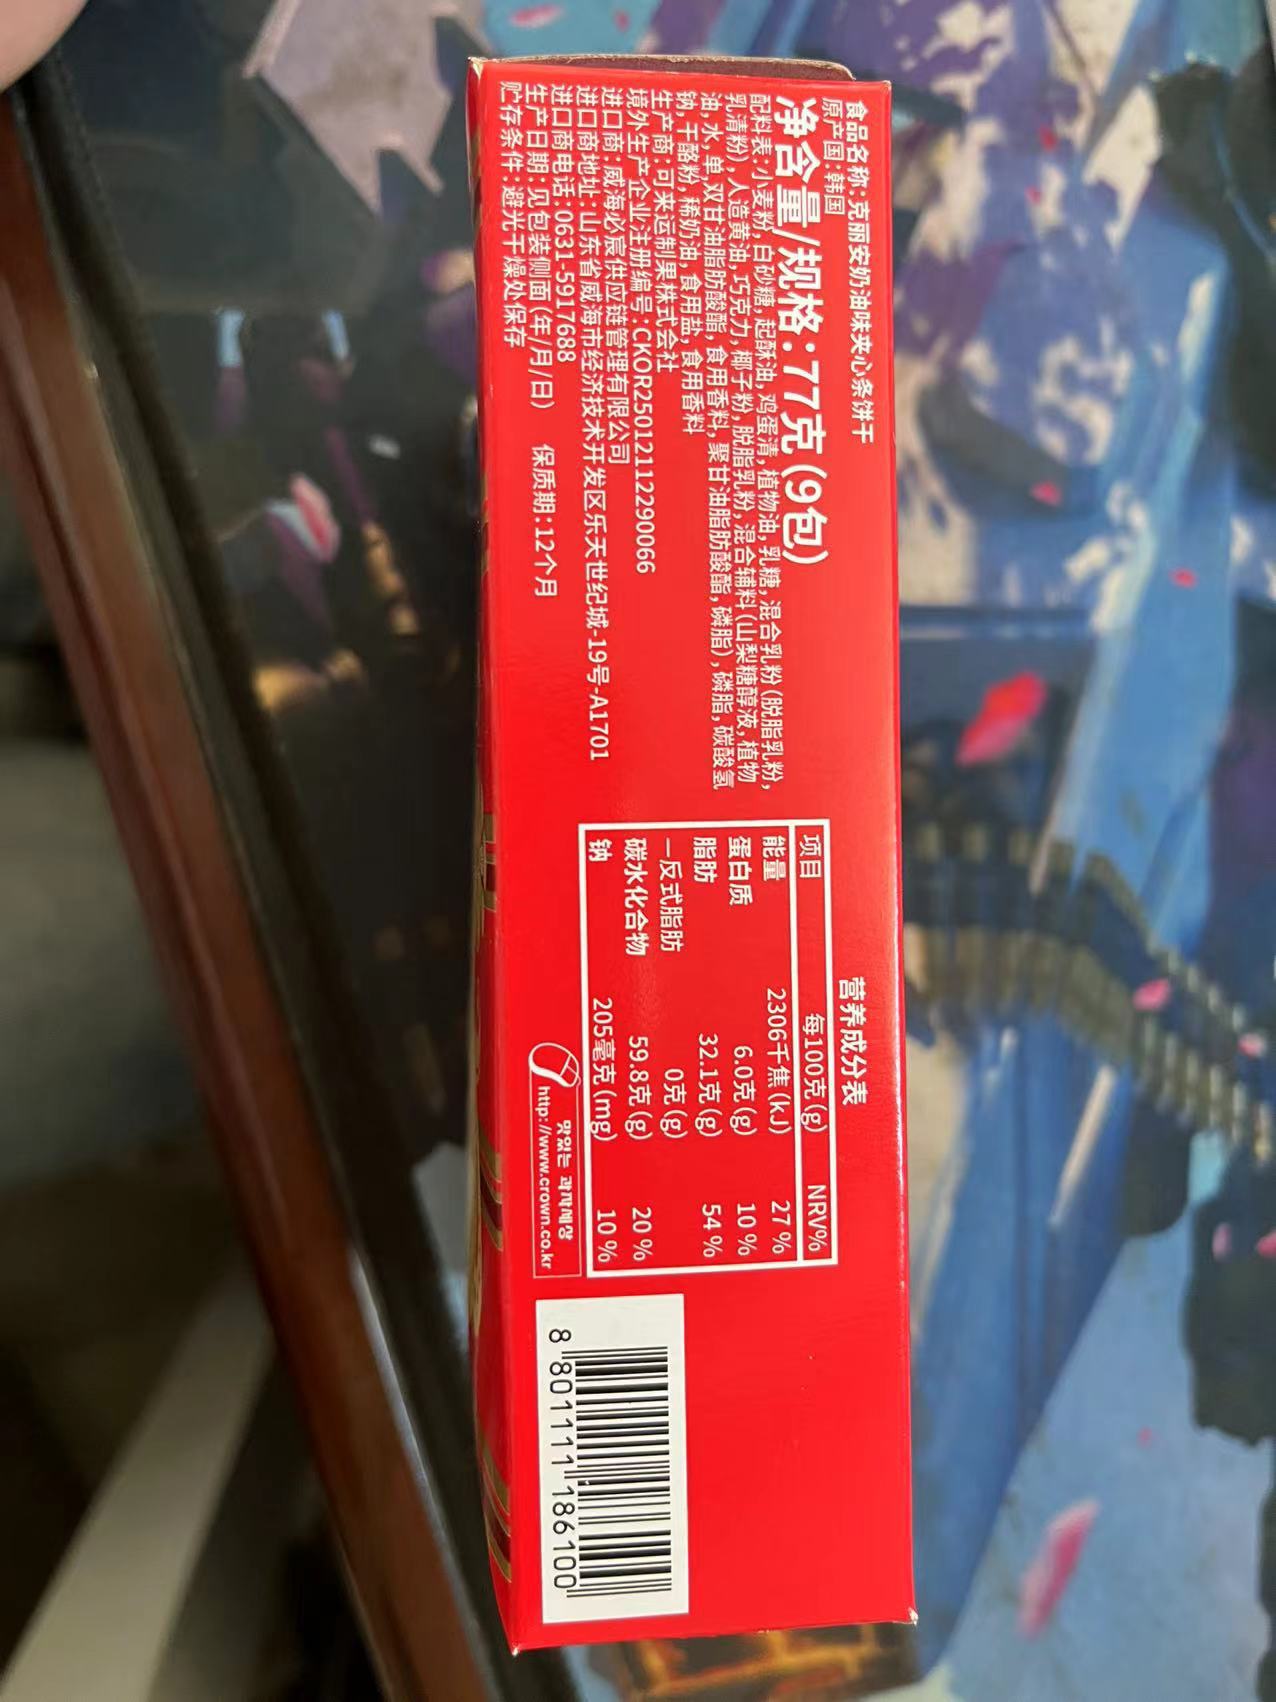 食品名称:克丽安奶油味夹心条饼干
原产国:韩国
净含量/规格:77克(9包)
配料表:小麦粉,白砂糖,起酥油,鸡蛋清,植物油,乳糖,混合乳粉(脱脂乳粉,
乳清粉),人造黄油,巧克力,椰子粉,脱脂乳粉,混合辅料(山梨糖醇液,植物
油,水,单,双甘油脂肪酸酯,食用香料,聚甘油脂肪酸酯,磷脂),磷脂,碳酸氢
钠,干酪粉,稀奶油,食用盐,食用香料
生产商:可来运制果株式会社
境外生产企业注册编号:CKOR25012112290066
进口商:威海必宸供应链管理有限公司
进口商地址:山东省威海市经济技术开发区乐天世纪城-19号-A1701
进口商电话:0631-5917688
生产日期:见包装侧面(年/月/日) 保质期:12个月
贮存条件:避光干燥处保存
营养成分表
项目 每100克(g) NRV%
能量 2306千焦(kJ) 27%
蛋白质 6.0克(g) 10%
脂肪 32.1克(g) 54%
-反式脂肪 0克(g)
碳水化合物 59.8克(g) 20%
钠 205毫克(mg) 10%
맛있는 과자세상
http://www.crown.co.kr
8 801111 186100